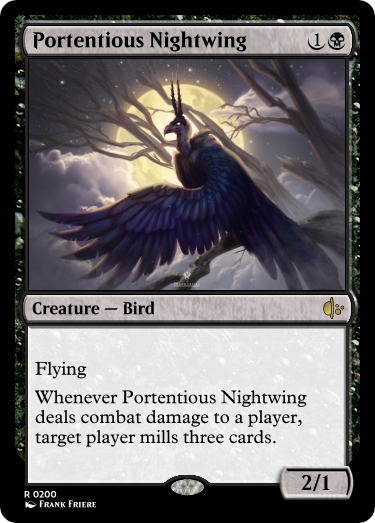 Portentious Nightwing
1
Creature — Bird
Flying
Whenever Portentious Nightwing
deals combat damage to a player,
target player mills three cards.
2/1
R 0200
Frank Friere